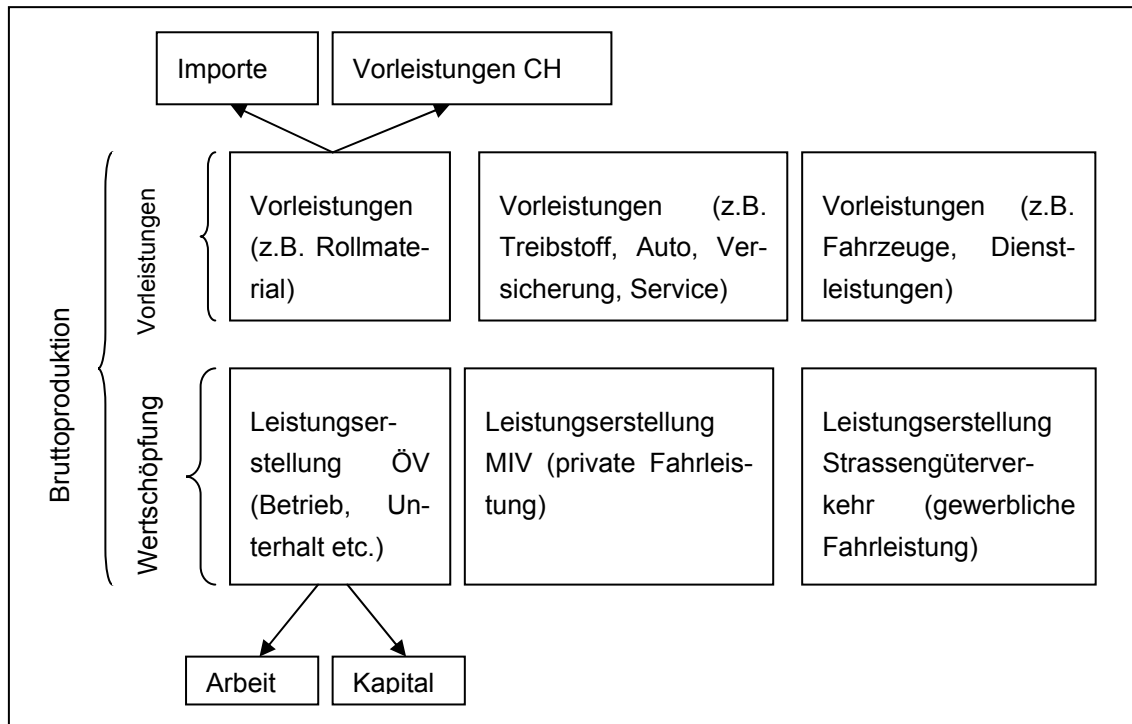 Importe
Vorleistungen CH
Bruttoproduktion
Vorleistungen
Vorleistungen
(z.B. Rollmate-
rial)
Vorleistungen (z.B.
Treibstoff, Auto, Ver-
sicherung, Service)
Vorleistungen (z.B.
Fahrzeuge, Dienst-
leistungen)
Wertschöpfung
Leistungser-
stellung ÖV
(Betrieb, Un-
terhalt etc.)
Leistungserstellung
MIV (private Fahrleis-
tung)
Leistungserstellung
Strassengüterver-
kehr (gewerbliche
Fahrleistung)
Arbeit
Kapital